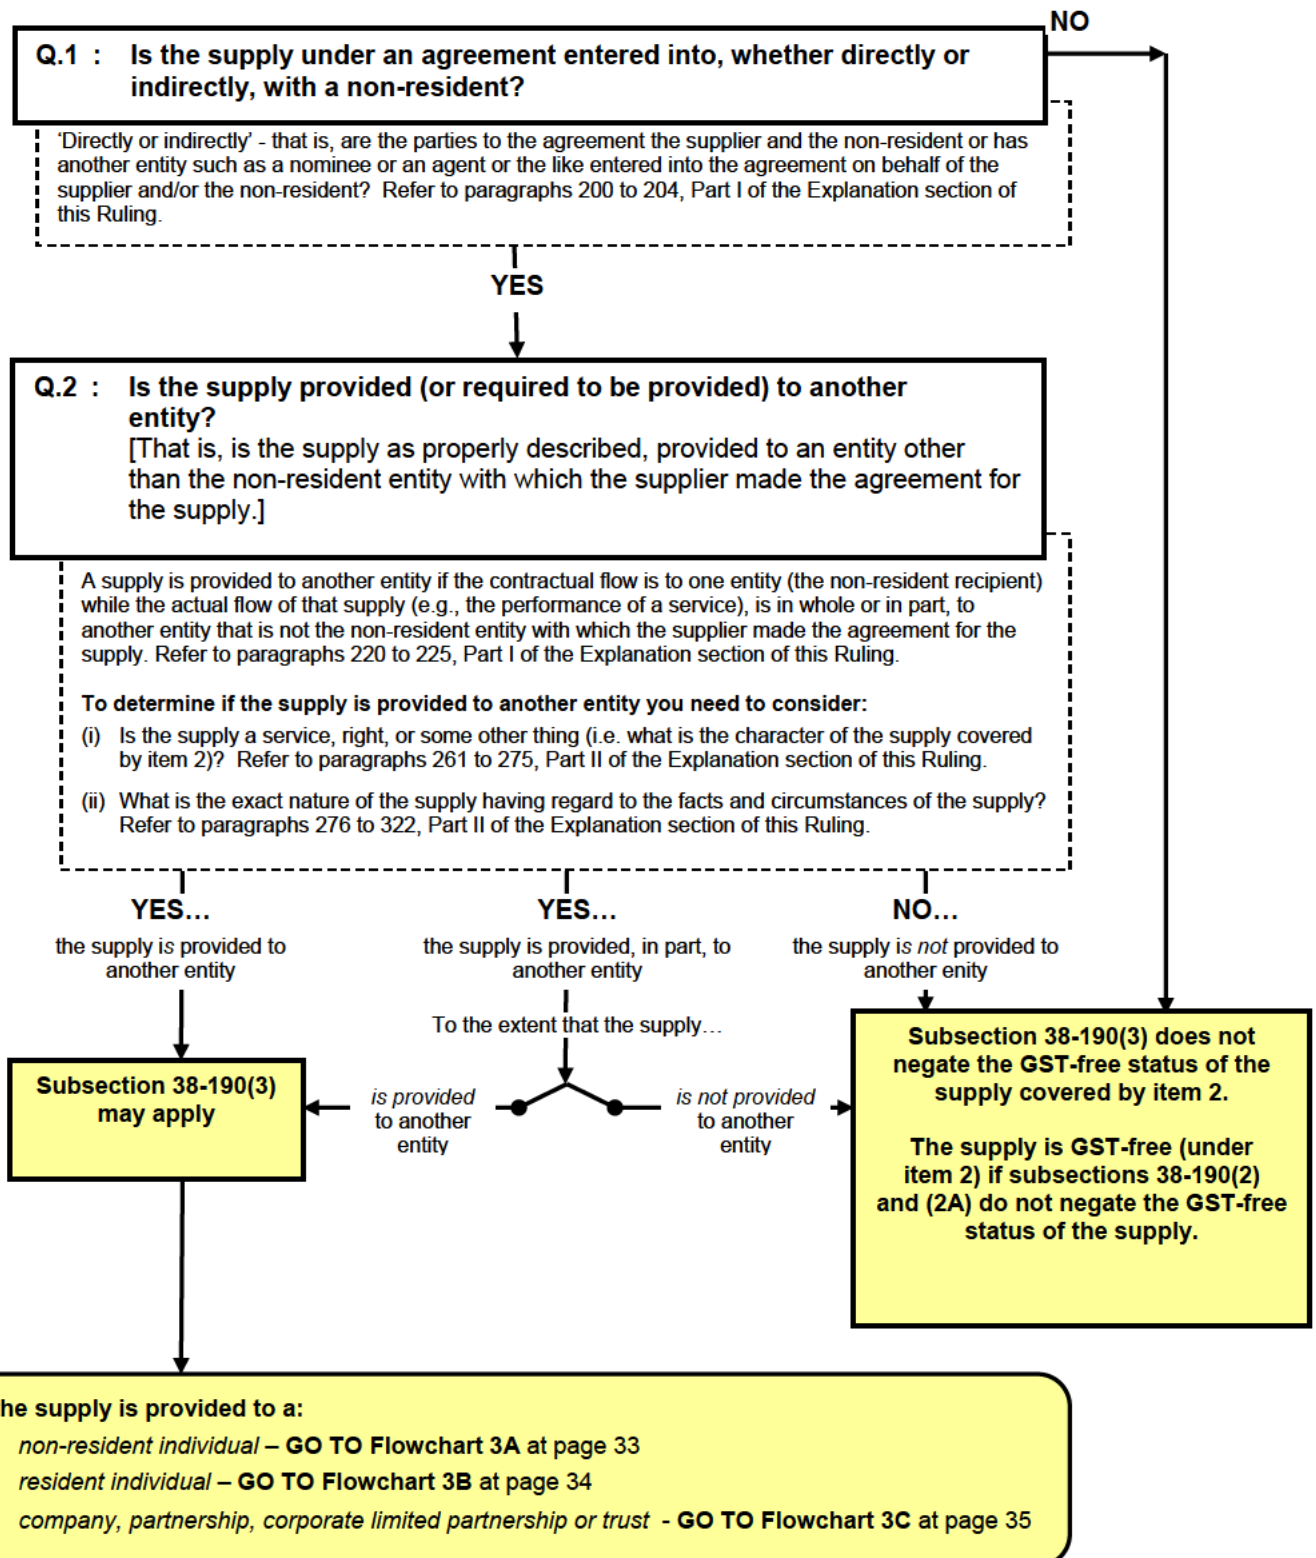 NO
Q.1 : Is the supply under an agreement entered into, whether directly or
indirectly, with a non-resident?
'Directly or indirectly' - that is, are the parties to the agreement the supplier and the non-resident or has
another entity such as a nominee or an agent or the like entered into the agreement on behalf of the
supplier and/or the non-resident? Refer to paragraphs 200 to 204, Part I of the Explanation section of
this Ruling.
YES
Q.2 : Is the supply provided (or required to be provided) to another
entity?
[That is, is the supply as properly described, provided to an entity other
than the non-resident entity with which the supplier made the agreement for
the supply.]
A supply is provided to another entity if the contractual flow is to one entity (the non-resident recipient)
while the actual flow of that supply (e.g., the performance of a service), is in whole or in part, to
another entity that is not the non-resident entity with which the supplier made the agreement for the
supply. Refer to paragraphs 220 to 225, Part I of the Explanation section of this Ruling.
To determine if the supply is provided to another entity you need to consider:
(i) Is the supply a service, right, or some other thing (i.e. what is the character of the supply covered
by item 2)? Refer to paragraphs 261 to 275, Part II of the Explanation section of this Ruling.
(ii) What is the exact nature of the supply having regard to the facts and circumstances of the supply?
Refer to paragraphs 276 to 322, Part II of the Explanation section of this Ruling.
YES...
the supply is provided to
another entity
YES...
the supply is provided, in part, to
another entity
NO...
the supply is not provided to
another enity
To the extent that the supply...
Subsection 38-190(3)
may apply
is provided
to another
entity
is not provided
to another
entity
Subsection 38-190(3) does not
negate the GST-free status of the
supply covered by item 2.
The supply is GST-free (under
item 2) if subsections 38-190(2)
and (2A) do not negate the GST-free
status of the supply.
he supply is provided to a:
non-resident individual – GO TO Flowchart 3A at page 33
resident individual – GO TO Flowchart 3B at page 34
company, partnership, corporate limited partnership or trust - GO TO Flowchart 3C at page 35